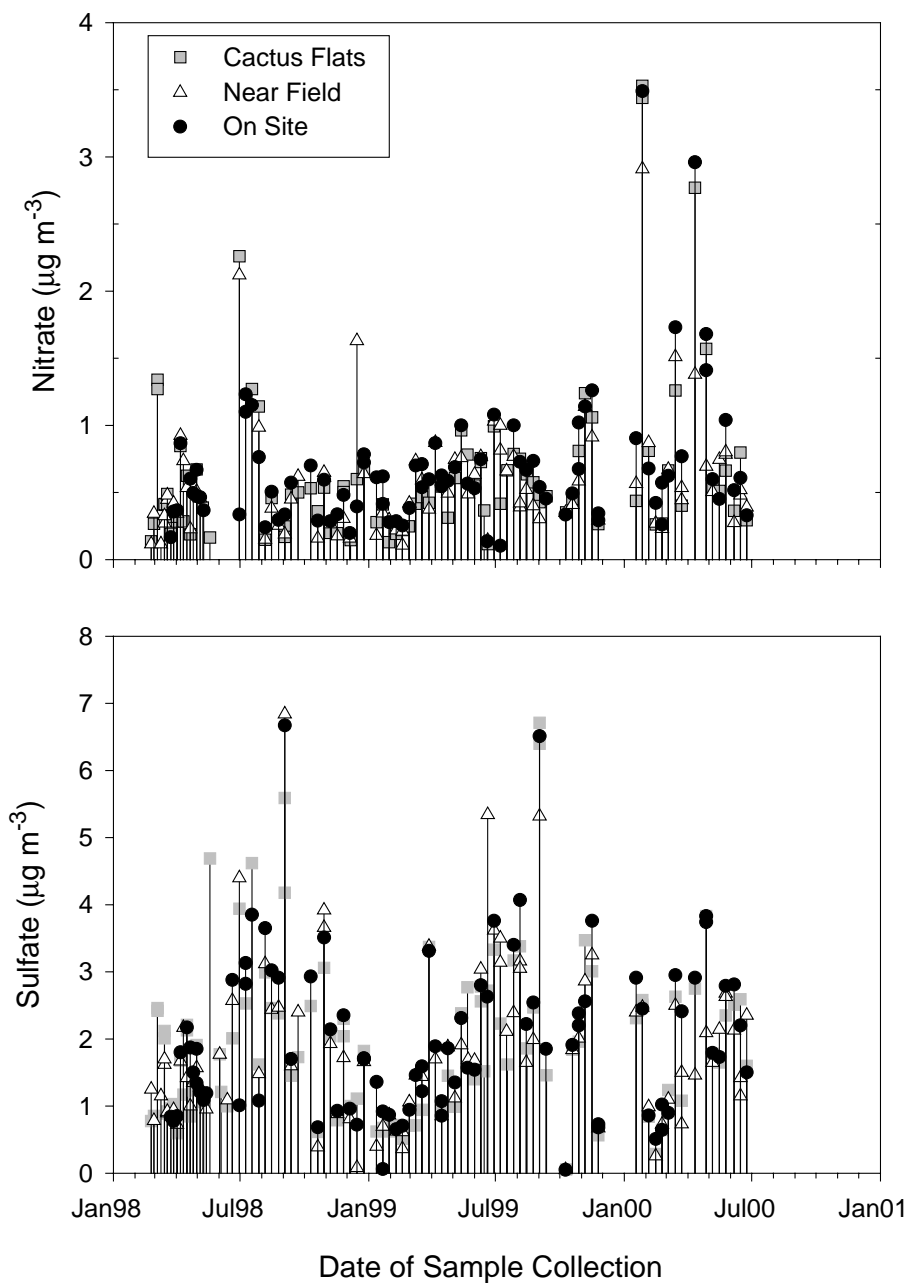 4
Cactus Flats
Near Field
On Site
3
2
1
0
Nitrate (µg m⁻³)
8
7
6
5
4
3
2
1
0
Sulfate (µg m⁻³)
Jan98 Jul98 Jan99 Jul99 Jan00 Jul00 Jan01
Date of Sample Collection